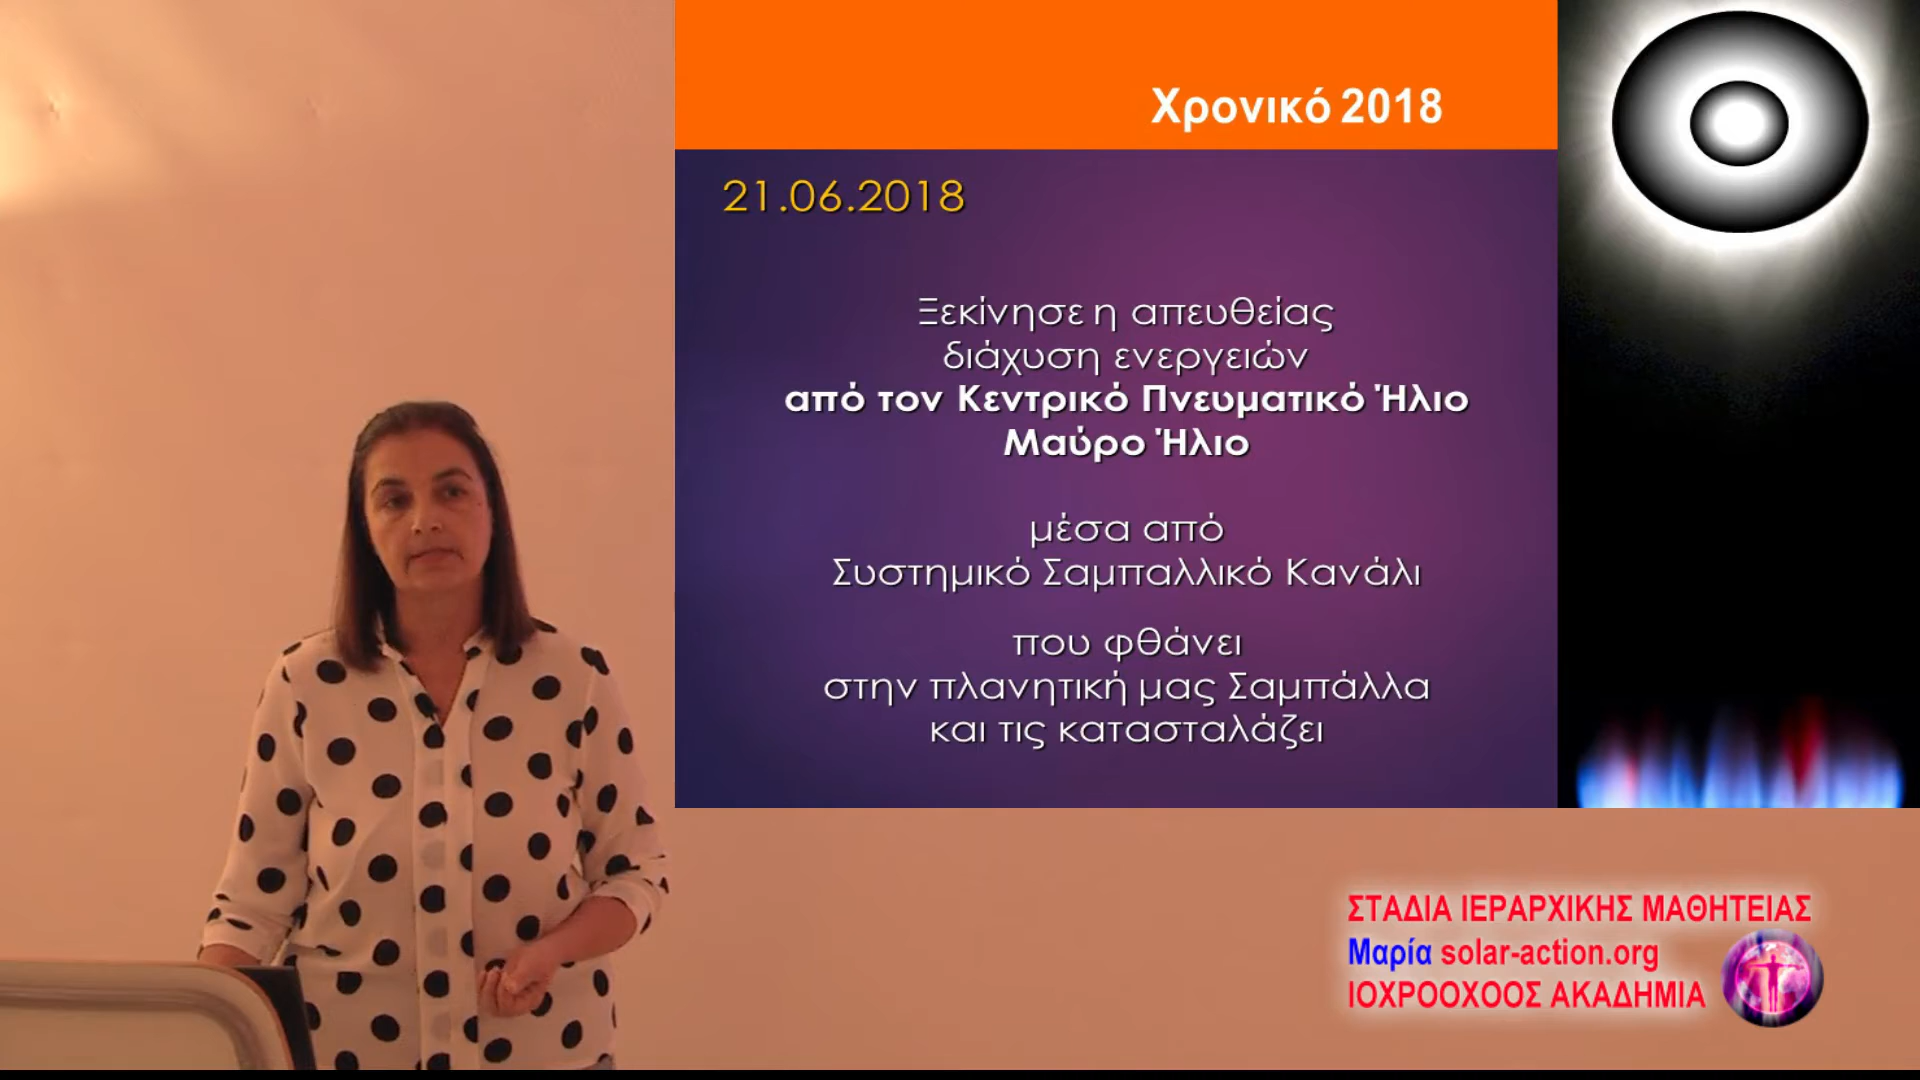 Χρονικό 2018
21.06.2018
Ξεκίνησε η απευθείας
διάχυση ενεργειών
από τον Κεντρικό Πνευματικό Ήλιο
Μαύρο Ήλιο
μέσα από
Συστημικό Σαμπαλλικό Κανάλι
που φθάνει
στην πλανητική μας Σαμπάλλα
και τις κατασταλάζει
ΣΤΑΔΙΑ ΙΕΡΑΡΧΙΚΗΣ ΜΑΘΗΤΕΙΑΣ
Μαρία solar-action.org
ΙΟΧΡΟΟΧΟΟΣ ΑΚΑΔΗΜΙΑ